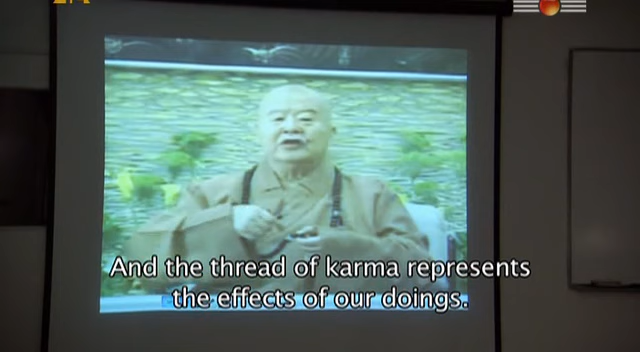 And the thread of karma represents
the effects of our doings.